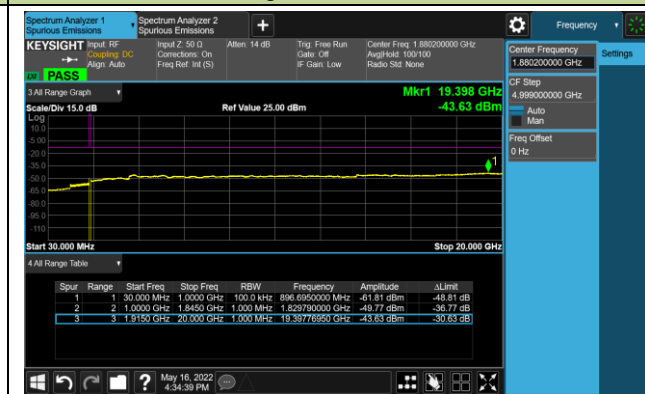 Spectrum Analyzer 1
Spurious Emissions
Spectrum Analyzer 2
Spurious Emissions
+
Frequency
KEYSIGHT
Input: RF
Coupling: DC
Align: Auto
Input Z: 50 Ω
Corrections: On
Freq Ref: Int (S)
Atten: 14 dB
Trig: Free Run
Gate: Off
IF Gain: Low
Center Freq: 1.880200000 GHz
Avg|Hold: 100/100
Radio Std: None
PASS
Center Frequency
1.880200000 GHz
Settings
CF Step
4.999000000 GHz
Auto
Man
Freq Offset
0 Hz
3 All Range Graph
Mkr1 19.398 GHz
-43.63 dBm
Scale/Div 15.0 dB
Ref Value 25.00 dBm
Log
10.0
-5.00
-20.0
-35.0
-50.0
-65.0
-80.0
-95.0
-110
1
Start 30.000 MHz
Stop 20.000 GHz
4 All Range Table
Spur Range Start Freq Stop Freq RBW Frequency Amplitude ΔLimit
1 1 30.000 MHz 1.0000 GHz 100.0 kHz 896.6950000 MHz -61.81 dBm -48.81 dB
2 2 1.0000 GHz 1.8450 GHz 1.000 MHz 1.829790000 GHz -49.77 dBm -36.77 dB
3 3 1.9150 GHz 20.000 GHz 1.000 MHz 19.39776950 GHz -43.63 dBm -30.63 dB
?
May 16, 2022
4:34:39 PM